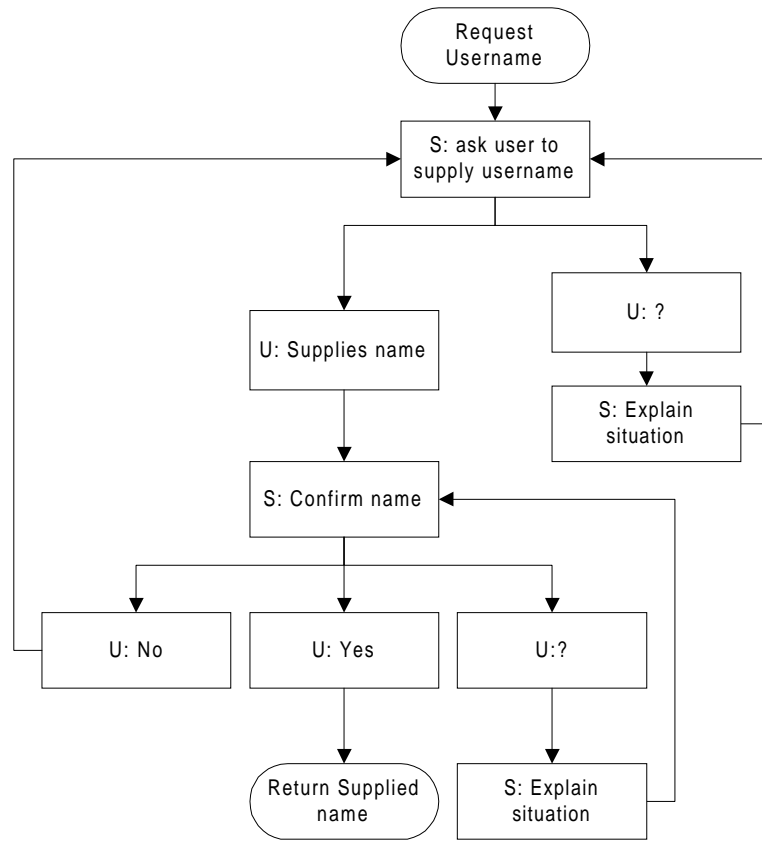 Request
Username
S: ask user to
supply username
U: ?
U: Supplies name
S: Explain
situation
S: Confirm name
U: No
U: Yes
U:?
Return Supplied
name
S: Explain
situation